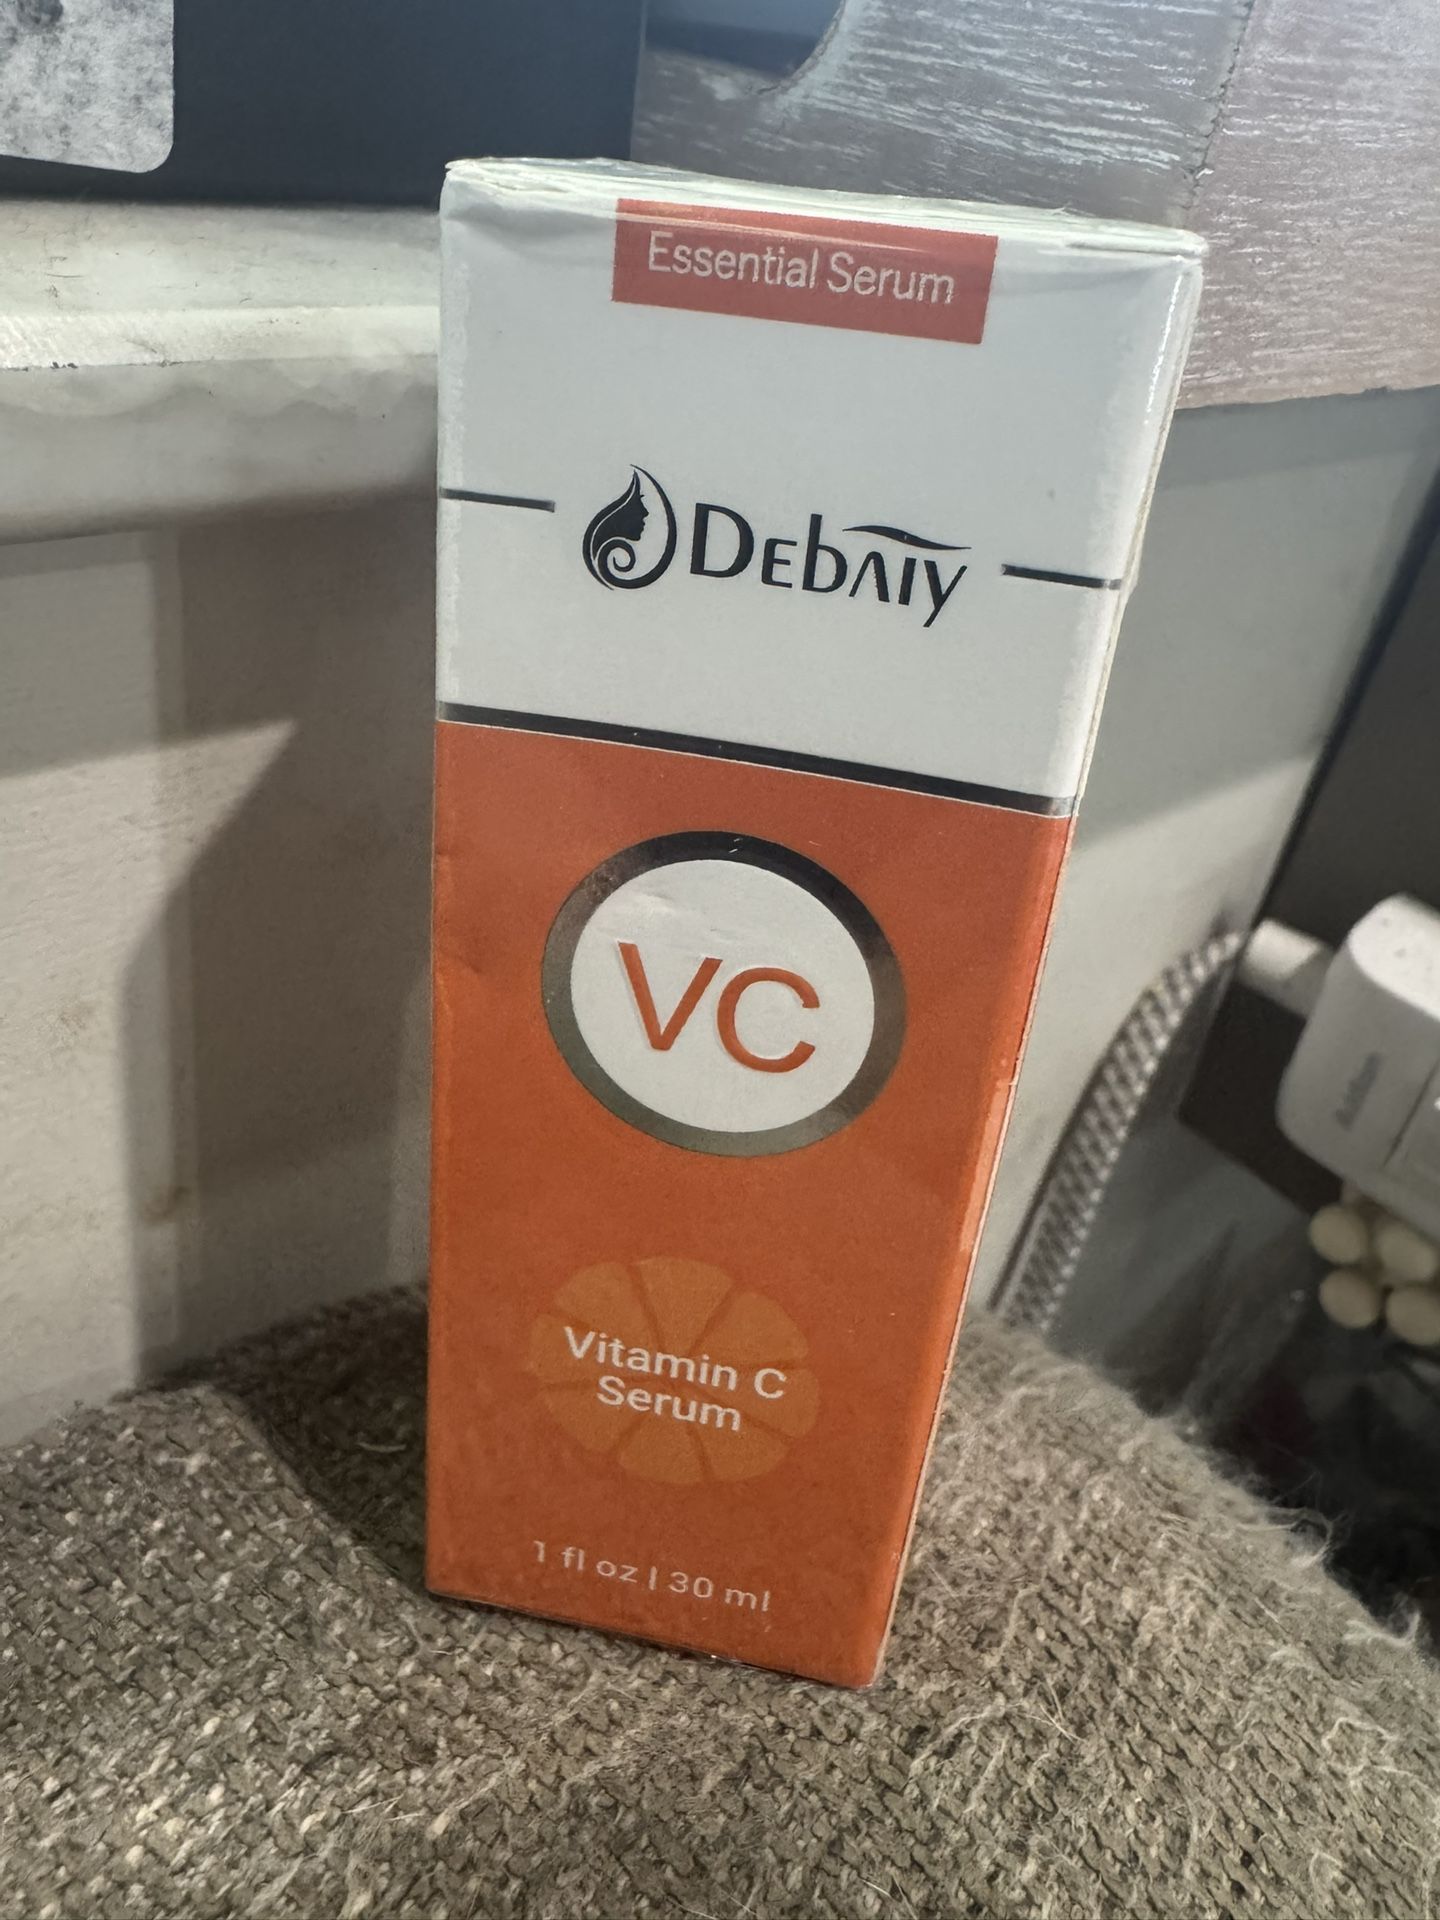 Essential Serum
Debaiy
VC
Vitamin C
Serum
1 fl oz | 30 ml